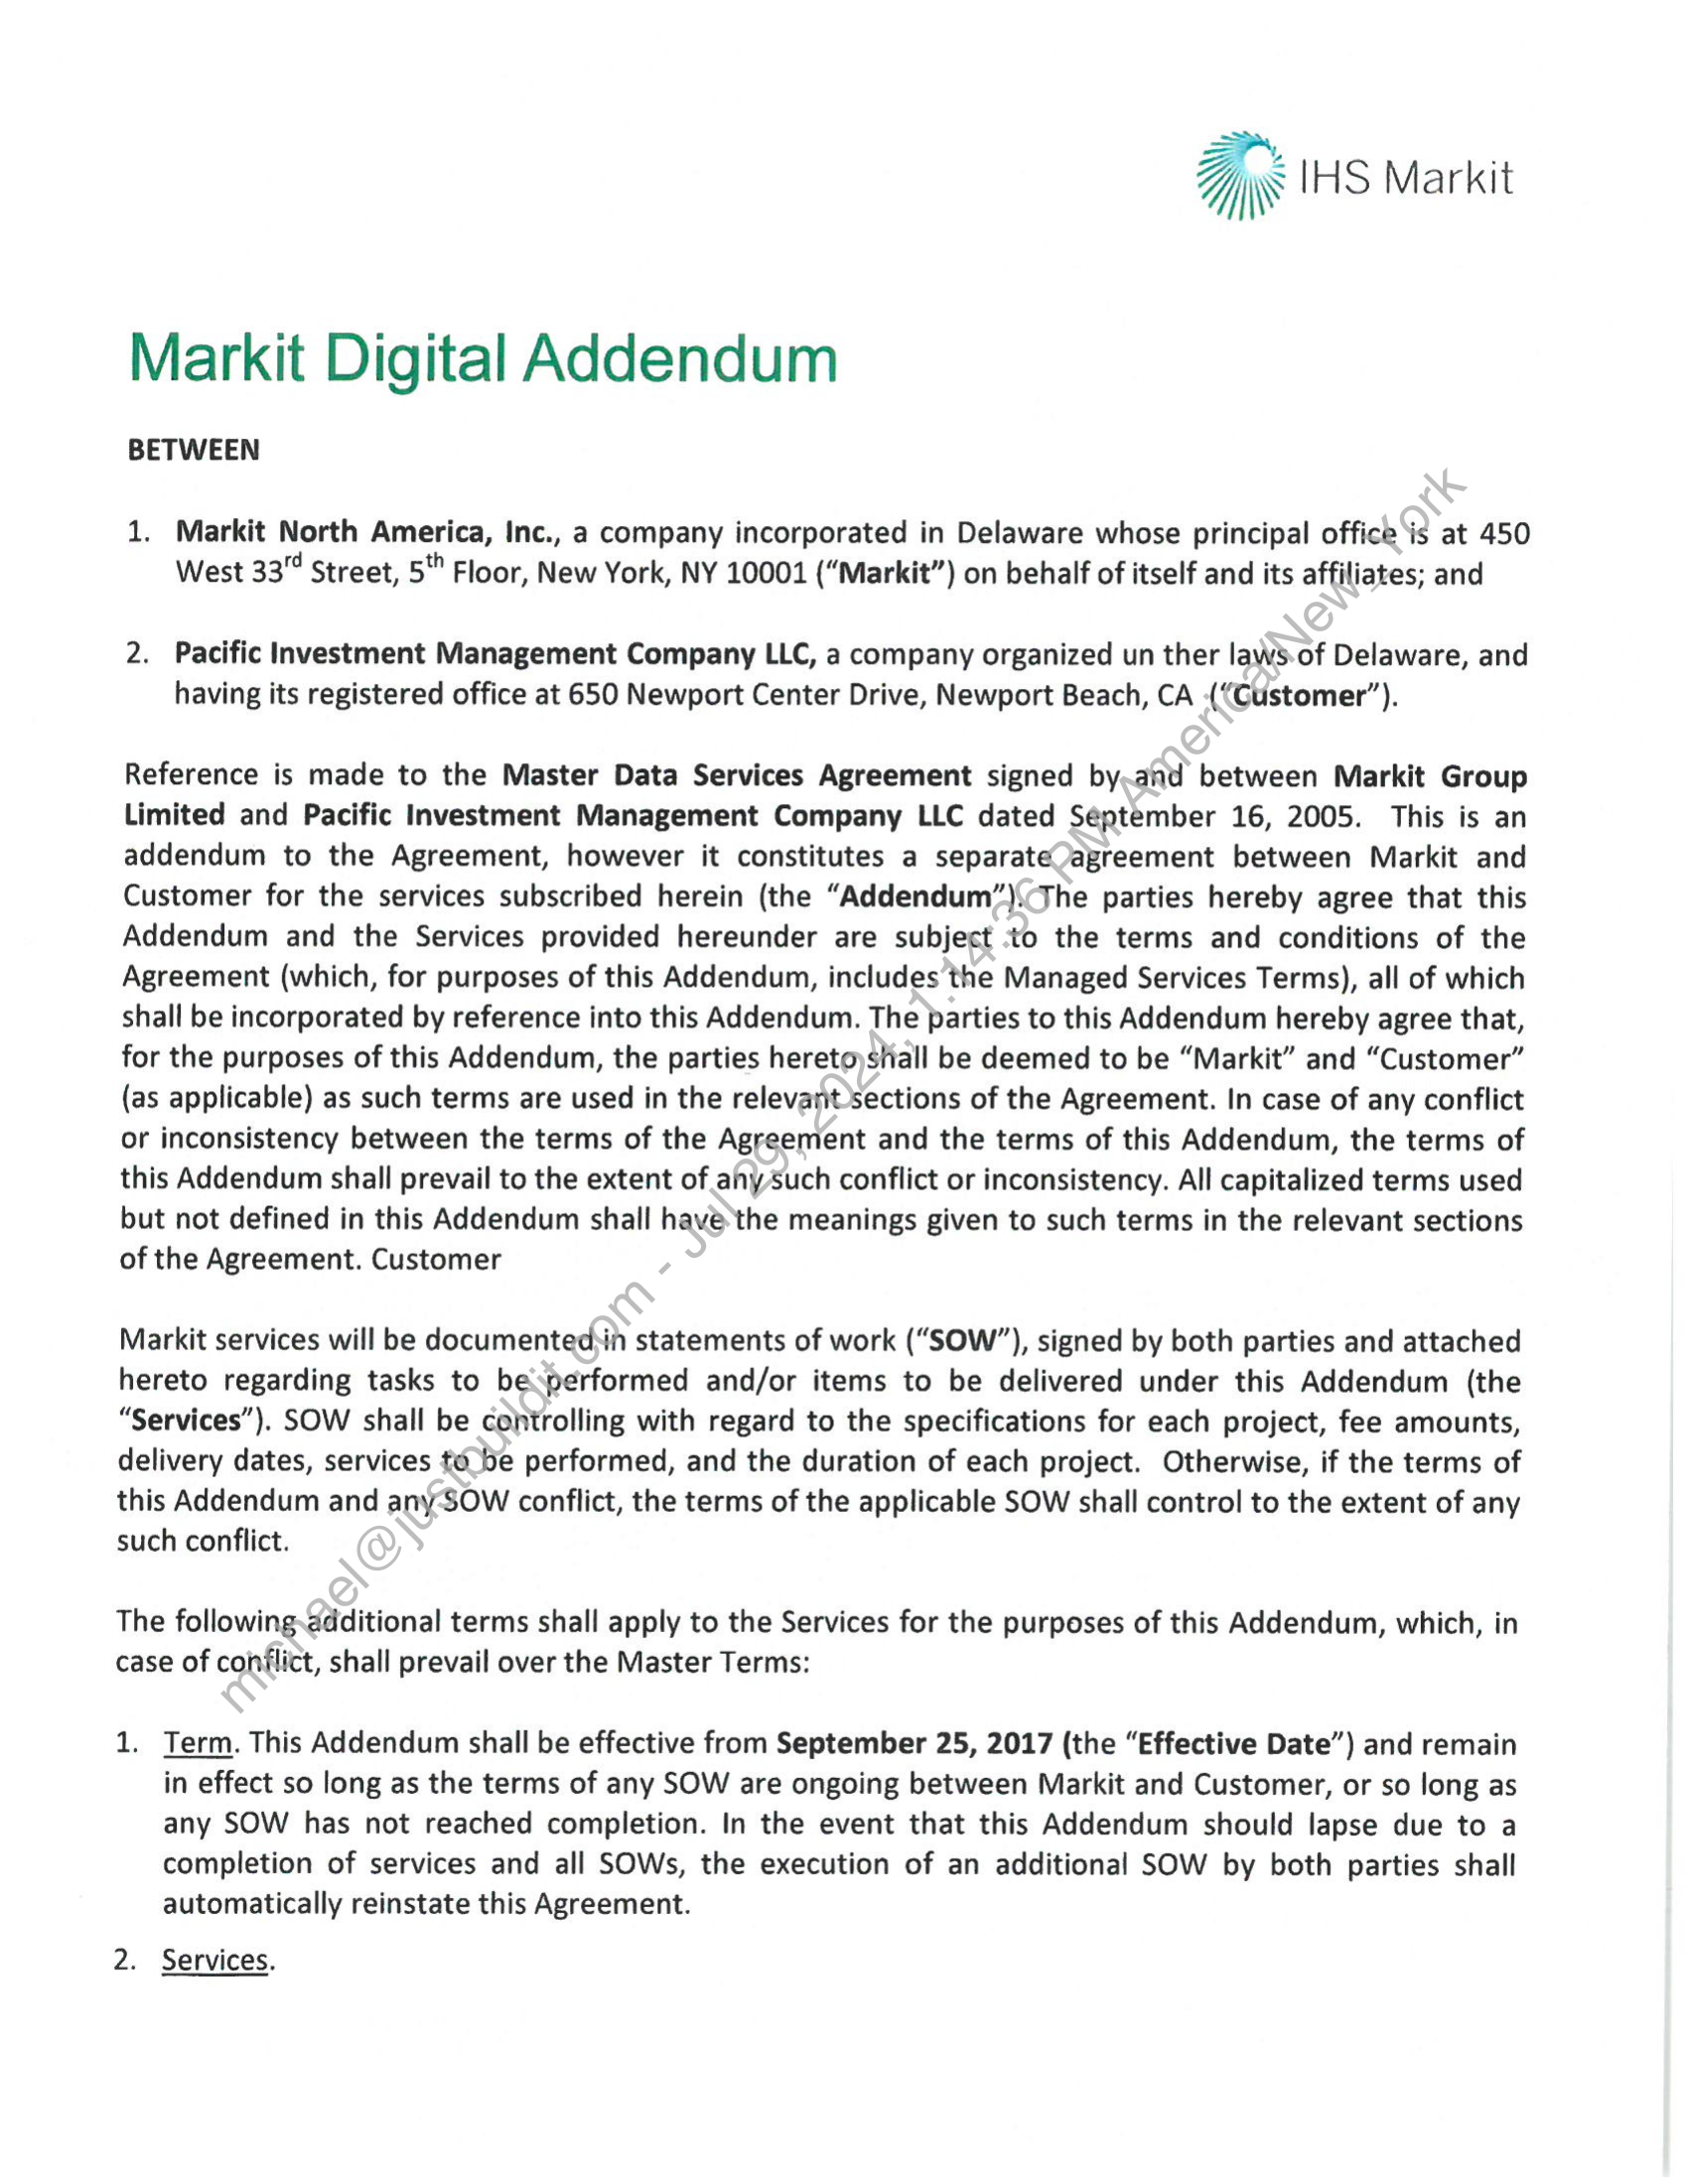 IHS Markit
Markit Digital Addendum
BETWEEN
1. Markit North America, Inc., a company incorporated in Delaware whose principal office is at 450
West 33rd Street, 5th Floor, New York, NY 10001 (“Markit”) on behalf of itself and its affiliates; and
2. Pacific Investment Management Company LLC, a company organized un ther laws of Delaware, and
having its registered office at 650 Newport Center Drive, Newport Beach, CA (“Customer”).
Reference is made to the Master Data Services Agreement signed by and between Markit Group
Limited and Pacific Investment Management Company LLC dated September 16, 2005. This is an
addendum to the Agreement, however it constitutes a separate agreement between Markit and
Customer for the services subscribed herein (the “Addendum”). The parties hereby agree that this
Addendum and the Services provided hereunder are subject to the terms and conditions of the
Agreement (which, for purposes of this Addendum, includes the Managed Services Terms), all of which
shall be incorporated by reference into this Addendum. The parties to this Addendum hereby agree that,
for the purposes of this Addendum, the parties hereto shall be deemed to be “Markit” and “Customer”
(as applicable) as such terms are used in the relevant sections of the Agreement. In case of any conflict
or inconsistency between the terms of the Agreement and the terms of this Addendum, the terms of
this Addendum shall prevail to the extent of any such conflict or inconsistency. All capitalized terms used
but not defined in this Addendum shall have the meanings given to such terms in the relevant sections
of the Agreement. Customer
Markit services will be documented in statements of work (“SOW”), signed by both parties and attached
hereto regarding tasks to be performed and/or items to be delivered under this Addendum (the
“Services”). SOW shall be controlling with regard to the specifications for each project, fee amounts,
delivery dates, services to be performed, and the duration of each project. Otherwise, if the terms of
this Addendum and any SOW conflict, the terms of the applicable SOW shall control to the extent of any
such conflict.
The following additional terms shall apply to the Services for the purposes of this Addendum, which, in
case of conflict, shall prevail over the Master Terms:
1. Term. This Addendum shall be effective from September 25, 2017 (the “Effective Date”) and remain
in effect so long as the terms of any SOW are ongoing between Markit and Customer, or so long as
any SOW has not reached completion. In the event that this Addendum should lapse due to a
completion of services and all SOWs, the execution of an additional SOW by both parties shall
automatically reinstate this Agreement.
2. Services.
michael@justbuildit.com - Jul 29, 2024, 1:14:36 PM America/New_York